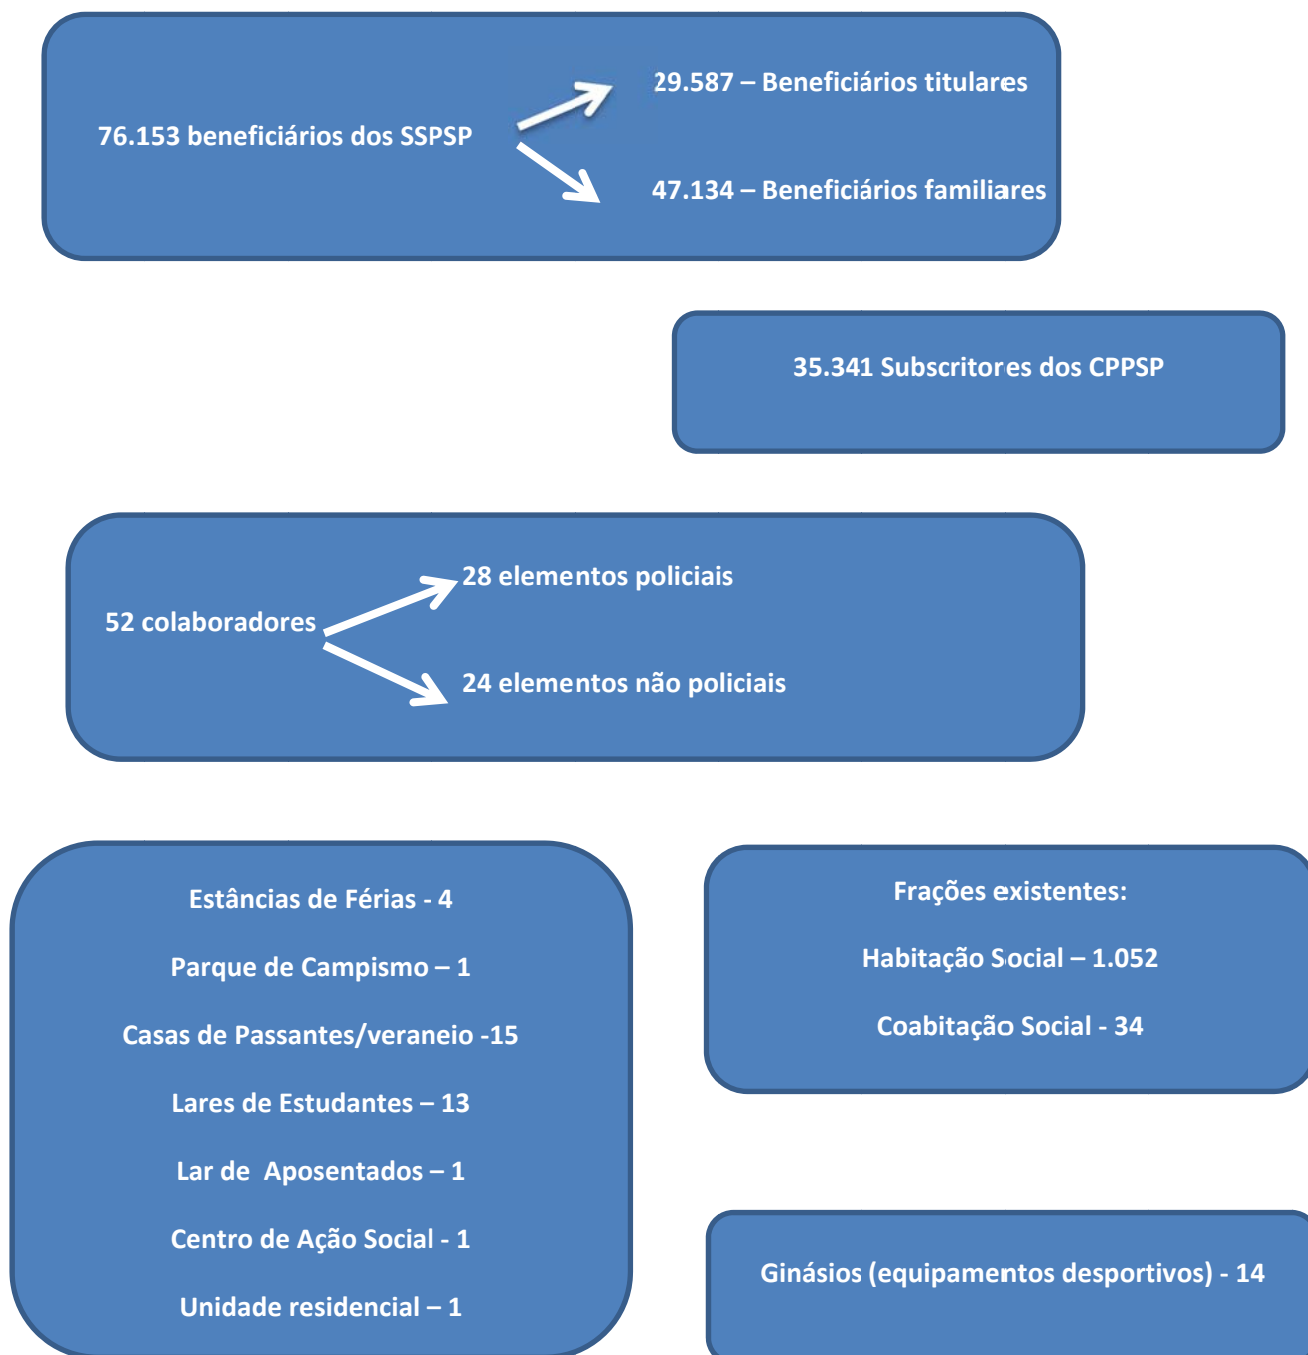 29.587 – Beneficiários titulares
76.153 beneficiários dos SSPSP
47.134 – Beneficiários familiares
35.341 Subscritores dos CPPSP
28 elementos policiais
52 colaboradores
24 elementos não policiais
Estâncias de Férias - 4
Parque de Campismo – 1
Casas de Passantes/veraneio -15
Lares de Estudantes – 13
Lar de  Aposentados – 1
Centro de Ação Social - 1
Unidade residencial – 1
Frações existentes:
Habitação Social – 1.052
Coabitação Social - 34
Ginásios (equipamentos desportivos) - 14